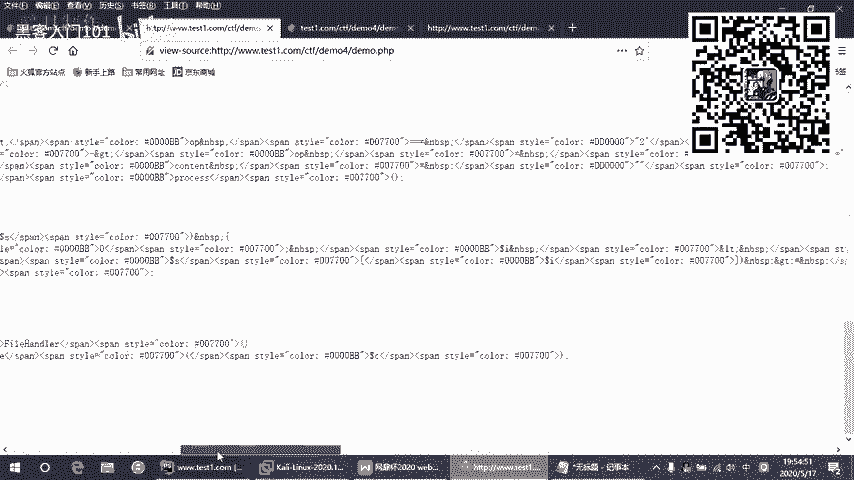 文件(F) 编辑(E) 查看(V) 历史(S) 书签(B) 工具(T) 帮助(H)
http://www.test1.com/ctf/dem test1.com/ctf/demo4/demo. http://www.test1.com/ctf/dem
view-source:http://www.test1.com/ctf/demo4/demo.php
火狐官方站点 新手上路 常用网址 京东商城
t;</span><span style="color: #0000BB">op&nbsp;</span><span style="color: #007700">===&nbsp;</span><span style="color: #DD0000">"2"</
le="color: #007700">-&gt;</span><span style="color: #0000BB">op&nbsp;</span><span style="color: #007700">=&nbsp;</span><span style="color: #DD0000">
/span><span style="color: #0000BB">content&nbsp;</span><span style="color: #007700">=&nbsp;</span><span style="color: #DD0000">""</span><span style="color: #007700">;
</span><span style="color: #0000BB">process</span><span style="color: #007700">();
$s</span><span style="color: #007700">)&nbsp;{
le="color: #0000BB">0</span><span style="color: #007700">;&nbsp;</span><span style="color: #0000BB">$i&nbsp;</span><span style="color: #007700">&lt;&nbsp;</span><span st
span><span style="color: #0000BB">$s</span><span style="color: #007700">[</span><span style="color: #0000BB">$i</span><span style="color: #007700">])&nbsp;&gt;=&nbsp;</s
<span style="color: #007700">;
>FileHandler</span><span style="color: #007700">;
e</span><span style="color: #007700">(</span><span style="color: #0000BB">$c</span><span style="color: #007700">);
www.test1.com (... Kali-Linux-2020.1... 网鼎杯2020 web... http://www.test1... *无标题 - 记事本
19:54:51
2020/5/17